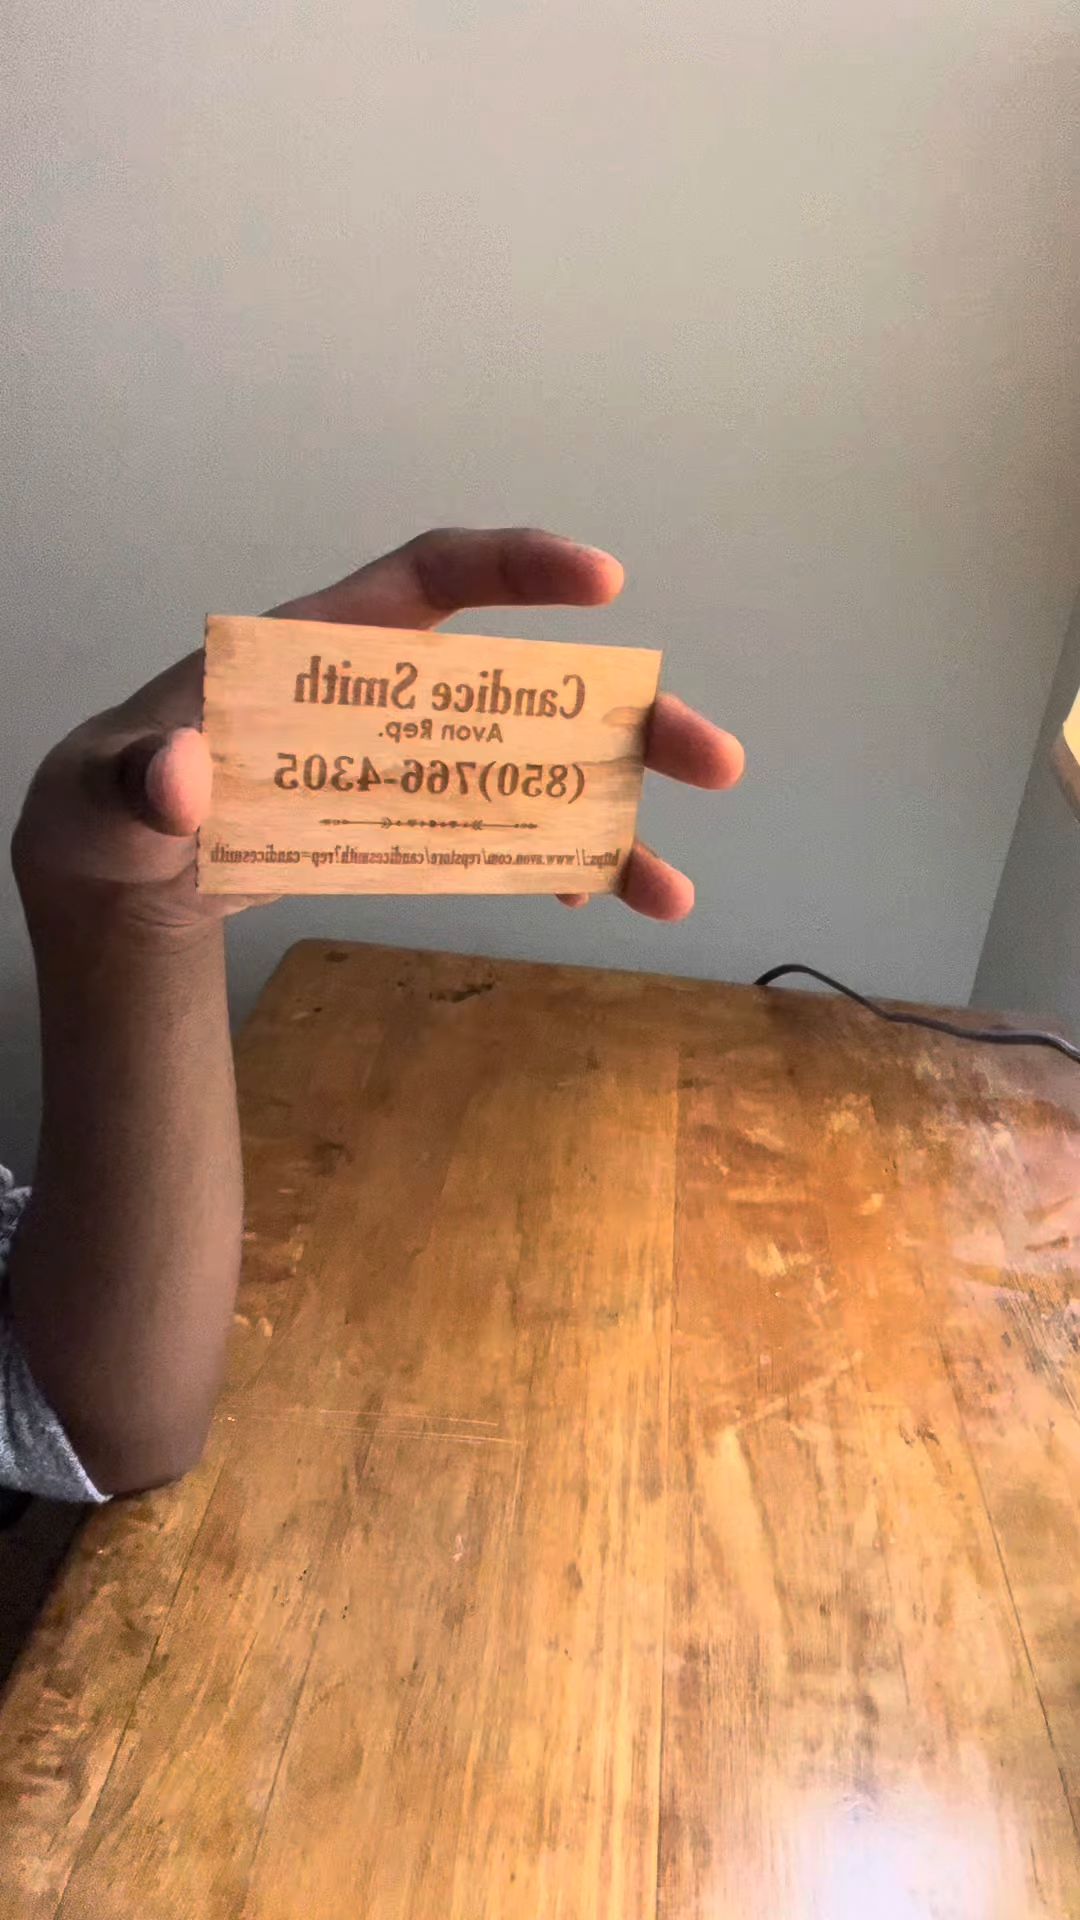 Candice Smith
Avon Rep.
(850)766-4305
https://www.avon.com/repstore/candicesmith?rep=candicesmith